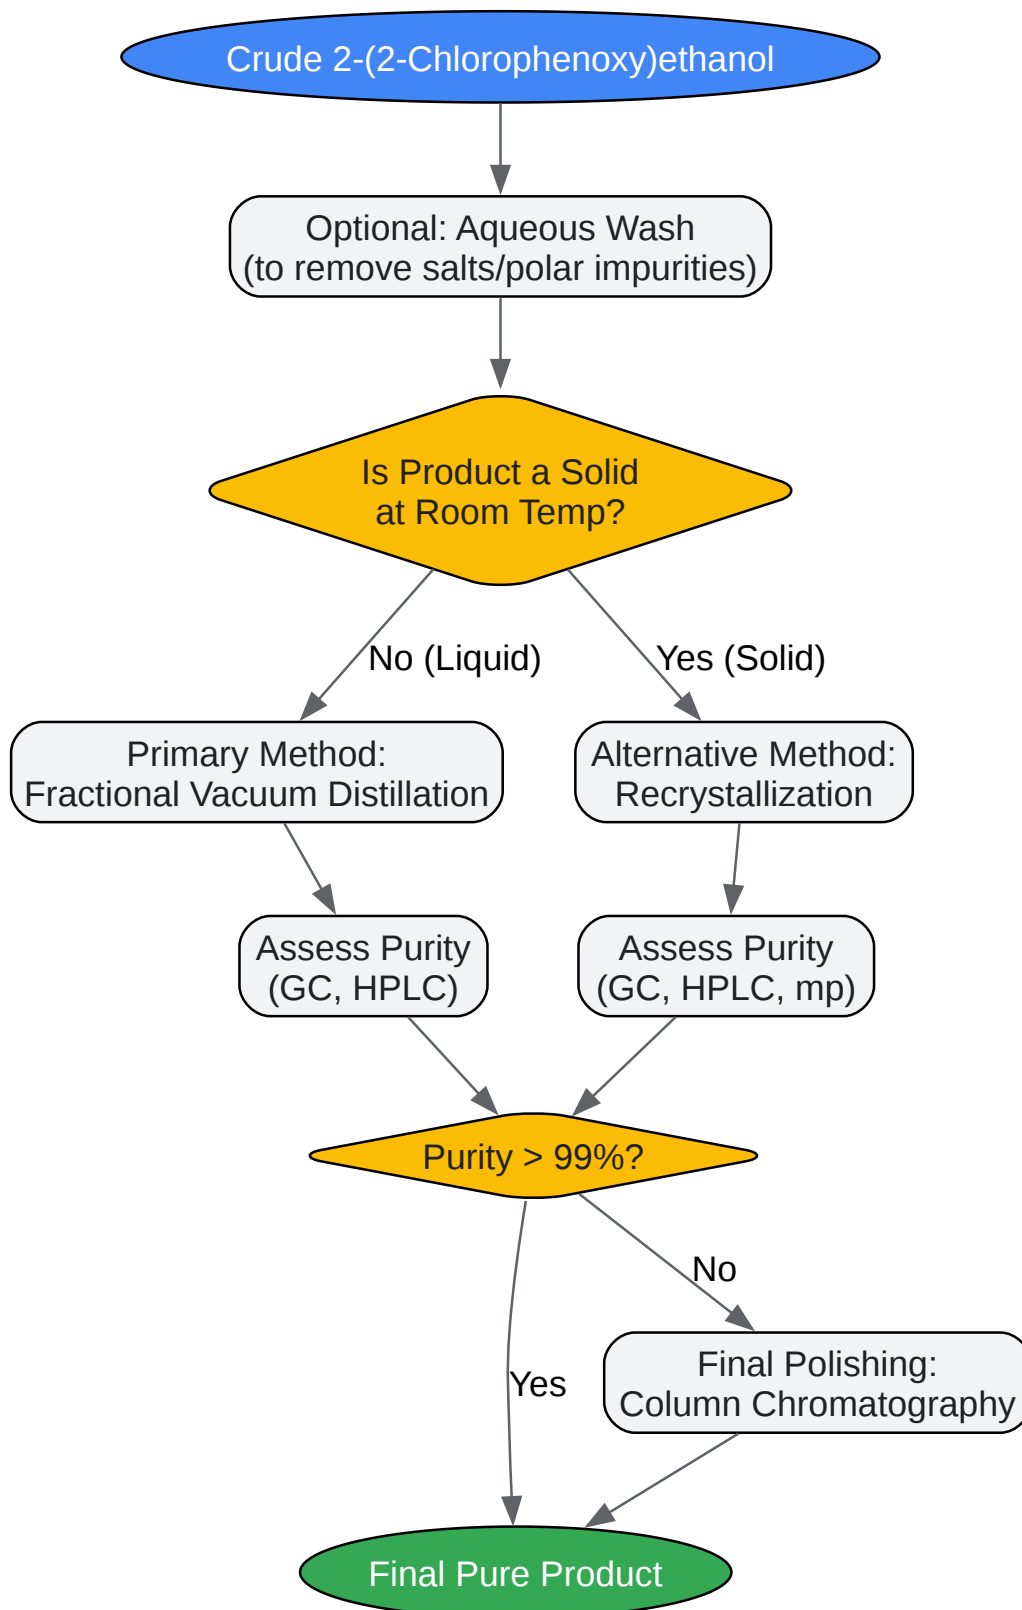 Crude 2-(2-Chlorophenoxy)ethanol
Optional: Aqueous Wash
(to remove salts/polar impurities)
Is Product a Solid
at Room Temp?
No (Liquid)
Yes (Solid)
Primary Method:
Fractional Vacuum Distillation
Alternative Method:
Recrystallization
Assess Purity
(GC, HPLC)
Assess Purity
(GC, HPLC, mp)
Purity > 99%?
No
Final Polishing:
Column Chromatography
Yes
Final Pure Product